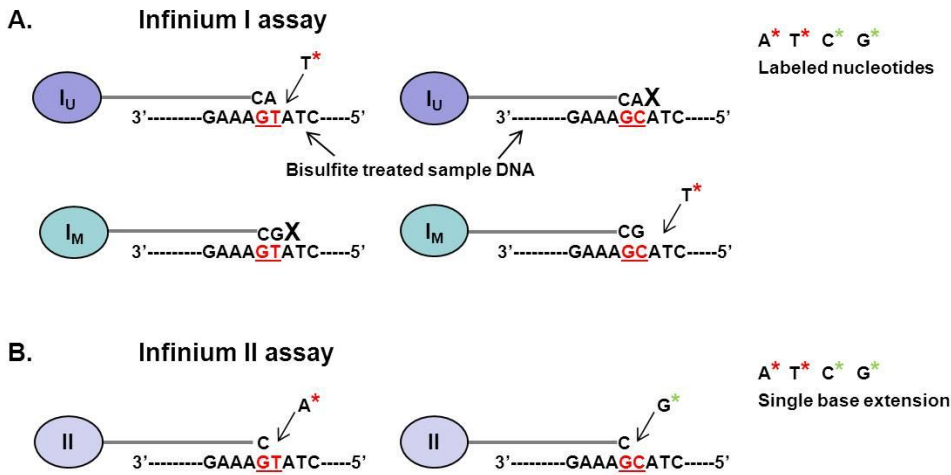 A. Infinium I assay
A* T* C* G*
Labeled nucleotides
T*
IU CA
3’---------GAAAGTATC-----5’
IU CAX
3’---------GAAAGCATC-----5’
Bisulfite treated sample DNA
IM CGX
3’---------GAAAGTATC-----5’
T*
IM CG
3’---------GAAAGCATC-----5’
B. Infinium II assay
A* T* C* G*
Single base extension
A*
II C
3’---------GAAAGTATC-----5’
G*
II C
3’---------GAAAGCATC-----5’